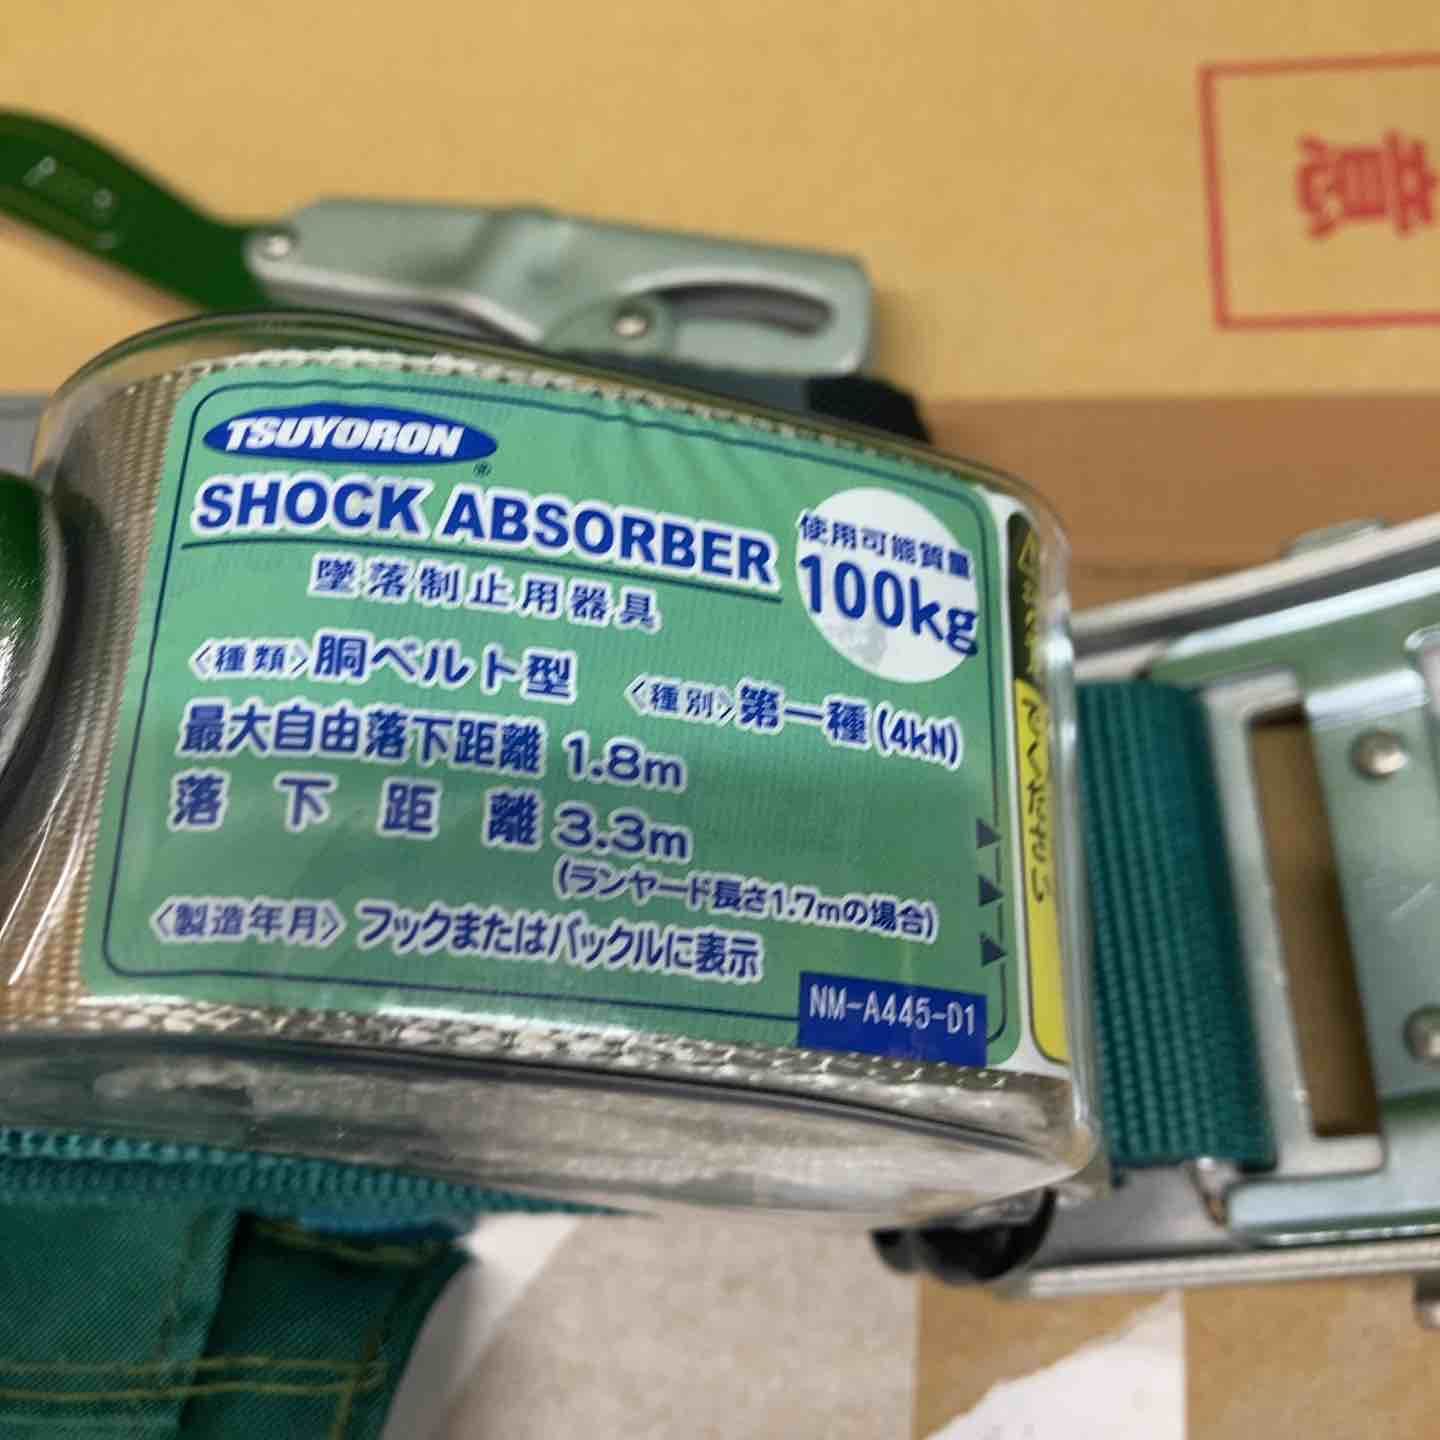 意
TSUYORON
®
SHOCK ABSORBER
使用可能質量
100kg
墜落制止用器具
〈種類〉胴ベルト型 〈種別〉第一種(4kN)
最大自由落下距離 1.8m
落下距離 3.3m
(ランヤード長さ1.7mの場合)
〈製造年月〉フックまたはバックルに表示
NM-A445-D1